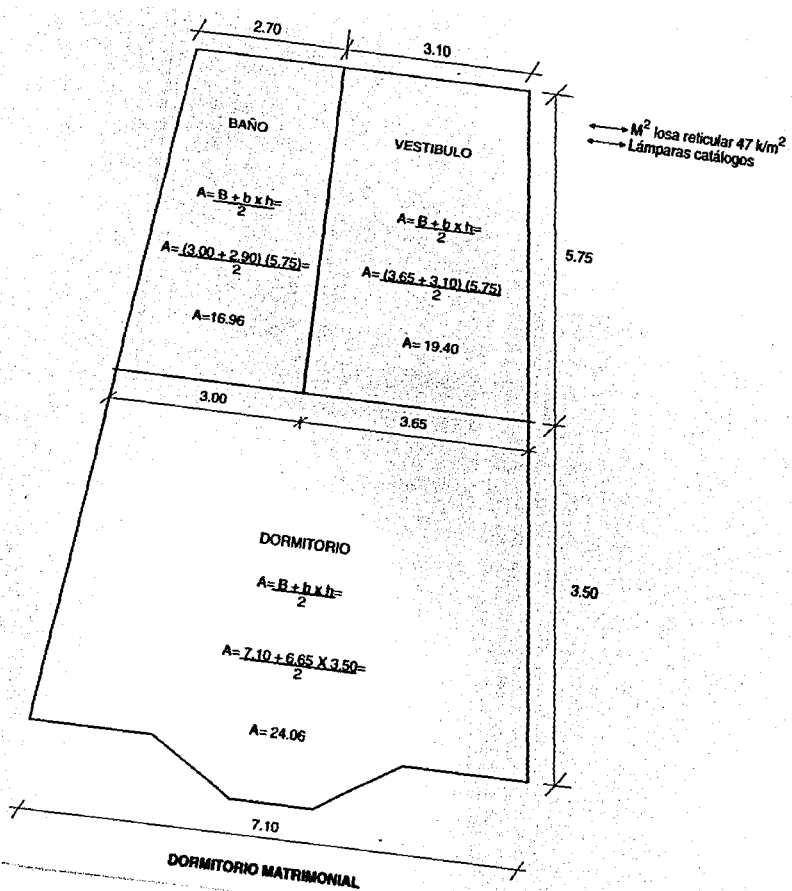 2.70
3.10
M² losa reticular 47 k/m²
Lámparas catálogos
BAÑO
A= B + b x h=
2
A= (3.00 + 2.90) (5.75)=
2
A=16.96
VESTIBULO
A= B + b x h=
2
A= (3.65 + 3.10) (5.75)
2
A= 19.40
5.75
3.00
3.65
DORMITORIO
A= B + b x h=
2
A= 7.10 + 6.65 X 3.50=
2
A= 24.06
3.50
7.10
DORMITORIO MATRIMONIAL